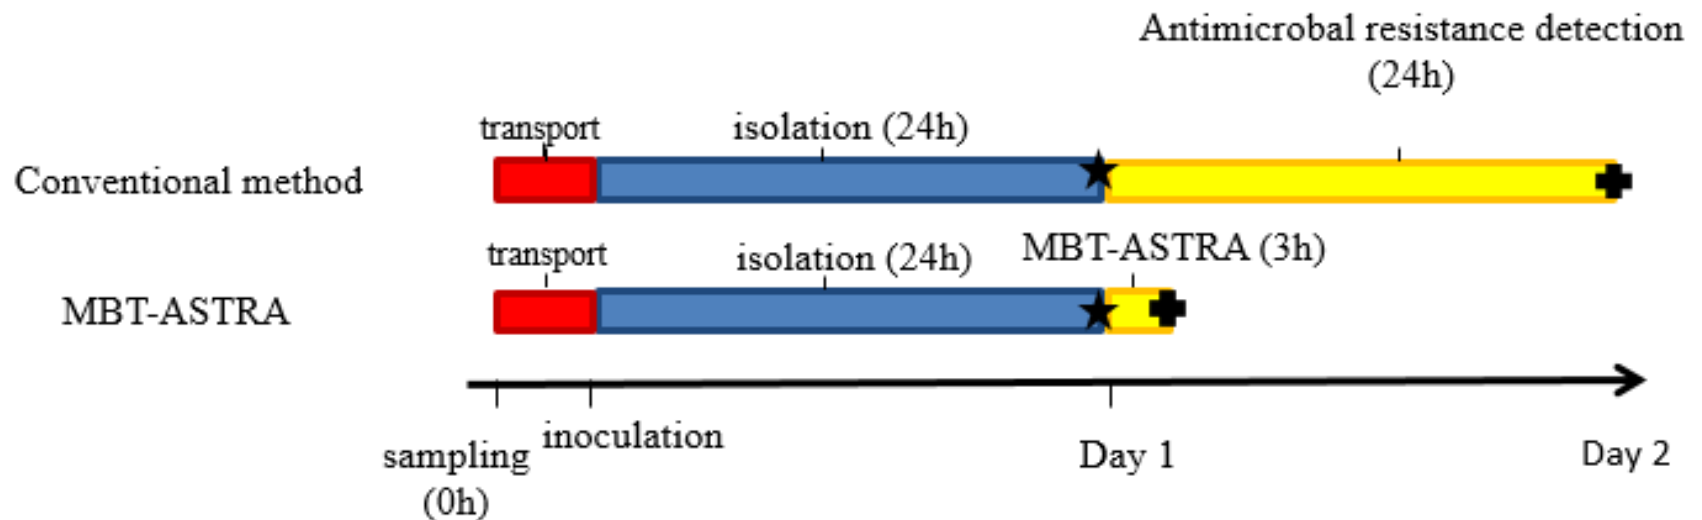 Antimicrobal resistance detection
(24h)
transport
isolation (24h)
Conventional method
MBT-ASTRA (3h)
transport
isolation (24h)
MBT-ASTRA
inoculation
sampling
(0h)
Day 1
Day 2